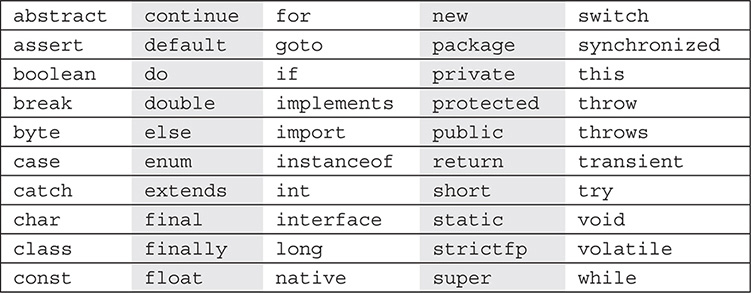 abstract continue for new switch
assert default goto package synchronized
boolean do if private this
break double implements protected throw
byte else import public throws
case enum instanceof return transient
catch extends int short try
char final interface static void
class finally long strictfp volatile
const float native super while